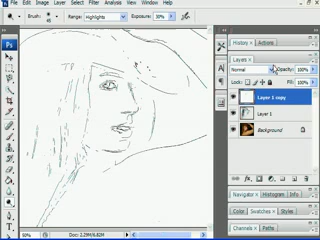 File Edit Image Layer Select Filter Analysis View Window Help
Brush: Range: Highlights Exposure: 30%
Ps
History Actions
Layers
Normal Opacity: 100%
Lock: Fill: 100%
Layer 1 copy
Layer 1
Background
Navigator Histogram Info
Color Swatches Styles
Channels Paths
50% Doc: 2.29M/6.82M